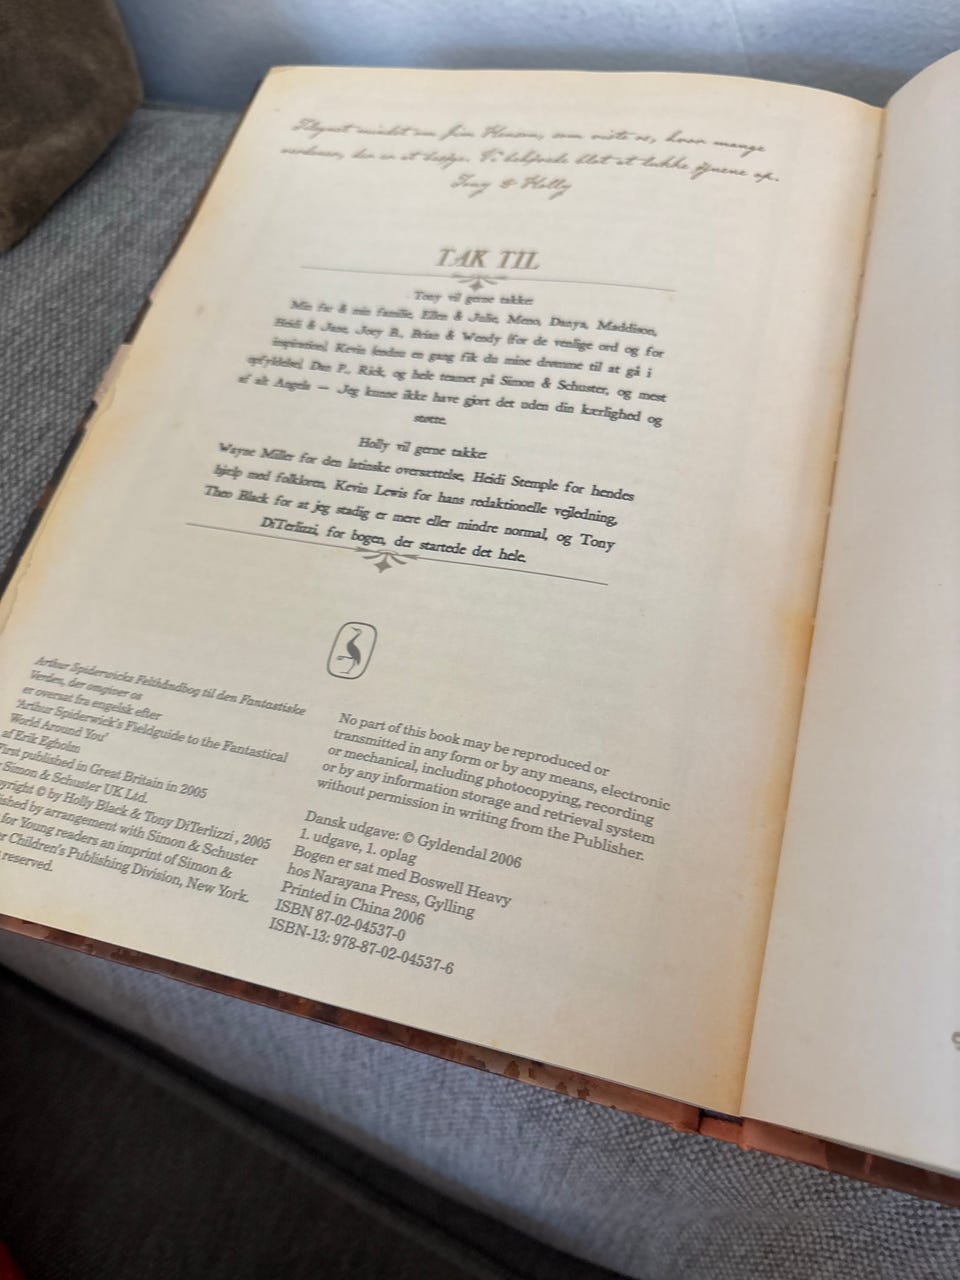 Tilegnet mindet om Jim Henson, som viste os, hvor mange
verdener, der er at besøge. Vi behøvede blot at lukke øjnene op.
Tony & Holly
TAK TIL
Tony vil gerne takke:
Min far & min familie, Ellen & Julie, Meno, Danya, Maddison,
Heidi & Jane, Joey B., Brian & Wendy (for de venlige ord og for
inspiration), Kevin (endnu en gang fik du mine drømme til at gå i
opfyldelse), Dan P., Rick, og hele teamet på Simon & Schuster, og mest
af alt Angela — Jeg kunne ikke have gjort det uden din kærlighed og
støtte.
Holly vil gerne takke:
Wayne Miller for den latinske oversættelse, Heidi Stemple for hendes
hjælp med folkloren, Kevin Lewis for hans redaktionelle vejledning,
Theo Black for at jeg stadig er mere eller mindre normal, og Tony
DiTerlizzi, for bogen, der startede det hele.
Arthur Spiderwicks Felthåndbog til den Fantastiske
Verden, der omgiver os
er oversat fra engelsk efter
'Arthur Spiderwick's Fieldguide to the Fantastical
World Around You'
af Erik Egholm
First published in Great Britain in 2005
Simon & Schuster UK Ltd.
© by Holly Black & Tony DiTerlizzi, 2005
by arrangement with Simon & Schuster
for Young readers an imprint of Simon &
Children's Publishing Division, New York.
reserved.
No part of this book may be reproduced or
transmitted in any form or by any means, electronic
or mechanical, including photocopying, recording
or by any information storage and retrieval system
without permission in writing from the Publisher.
Dansk udgave: © Gyldendal 2006
1. udgave, 1. oplag
Bogen er sat med Boswell Heavy
hos Narayana Press, Gylling
Printed in China 2006
ISBN 87-02-04537-0
ISBN-13: 978-87-02-04537-6